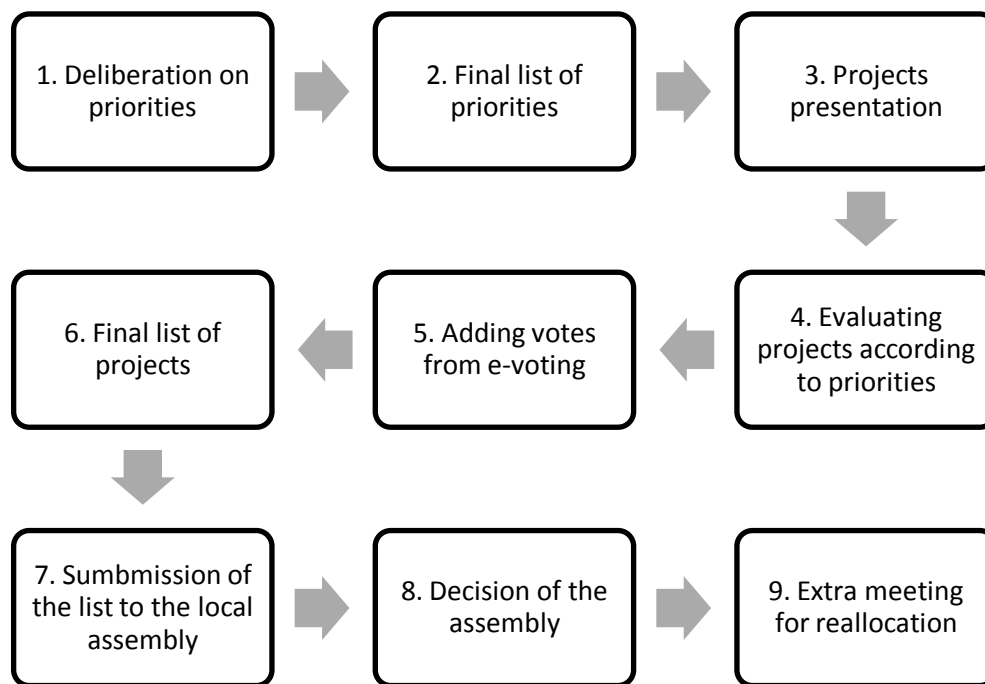 1. Deliberation on
priorities
2. Final list of
priorities
3. Projects
presentation
4. Evaluating
projects according
to priorities
5. Adding votes
from e-voting
6. Final list of
projects
7. Sumbmission of
the list to the local
assembly
8. Decision of the
assembly
9. Extra meeting
for reallocation